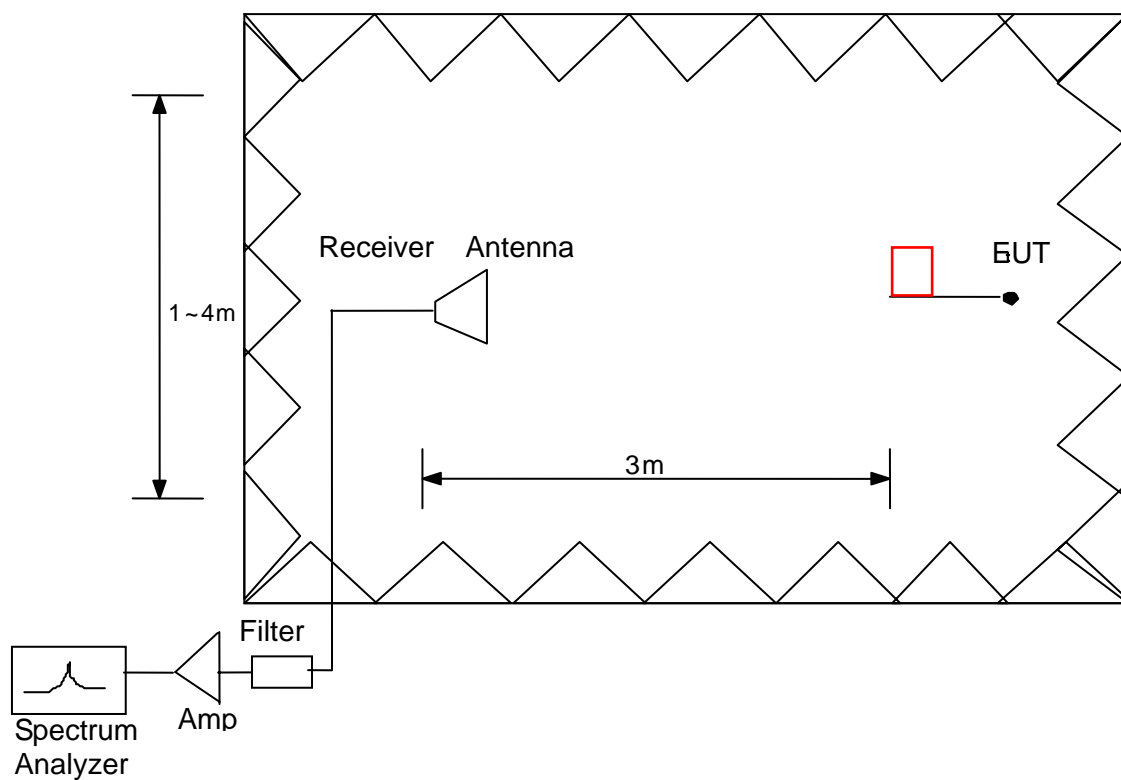 Receiver Antenna
EUT
1~4m
3m
Filter
Amp
Spectrum
Analyzer